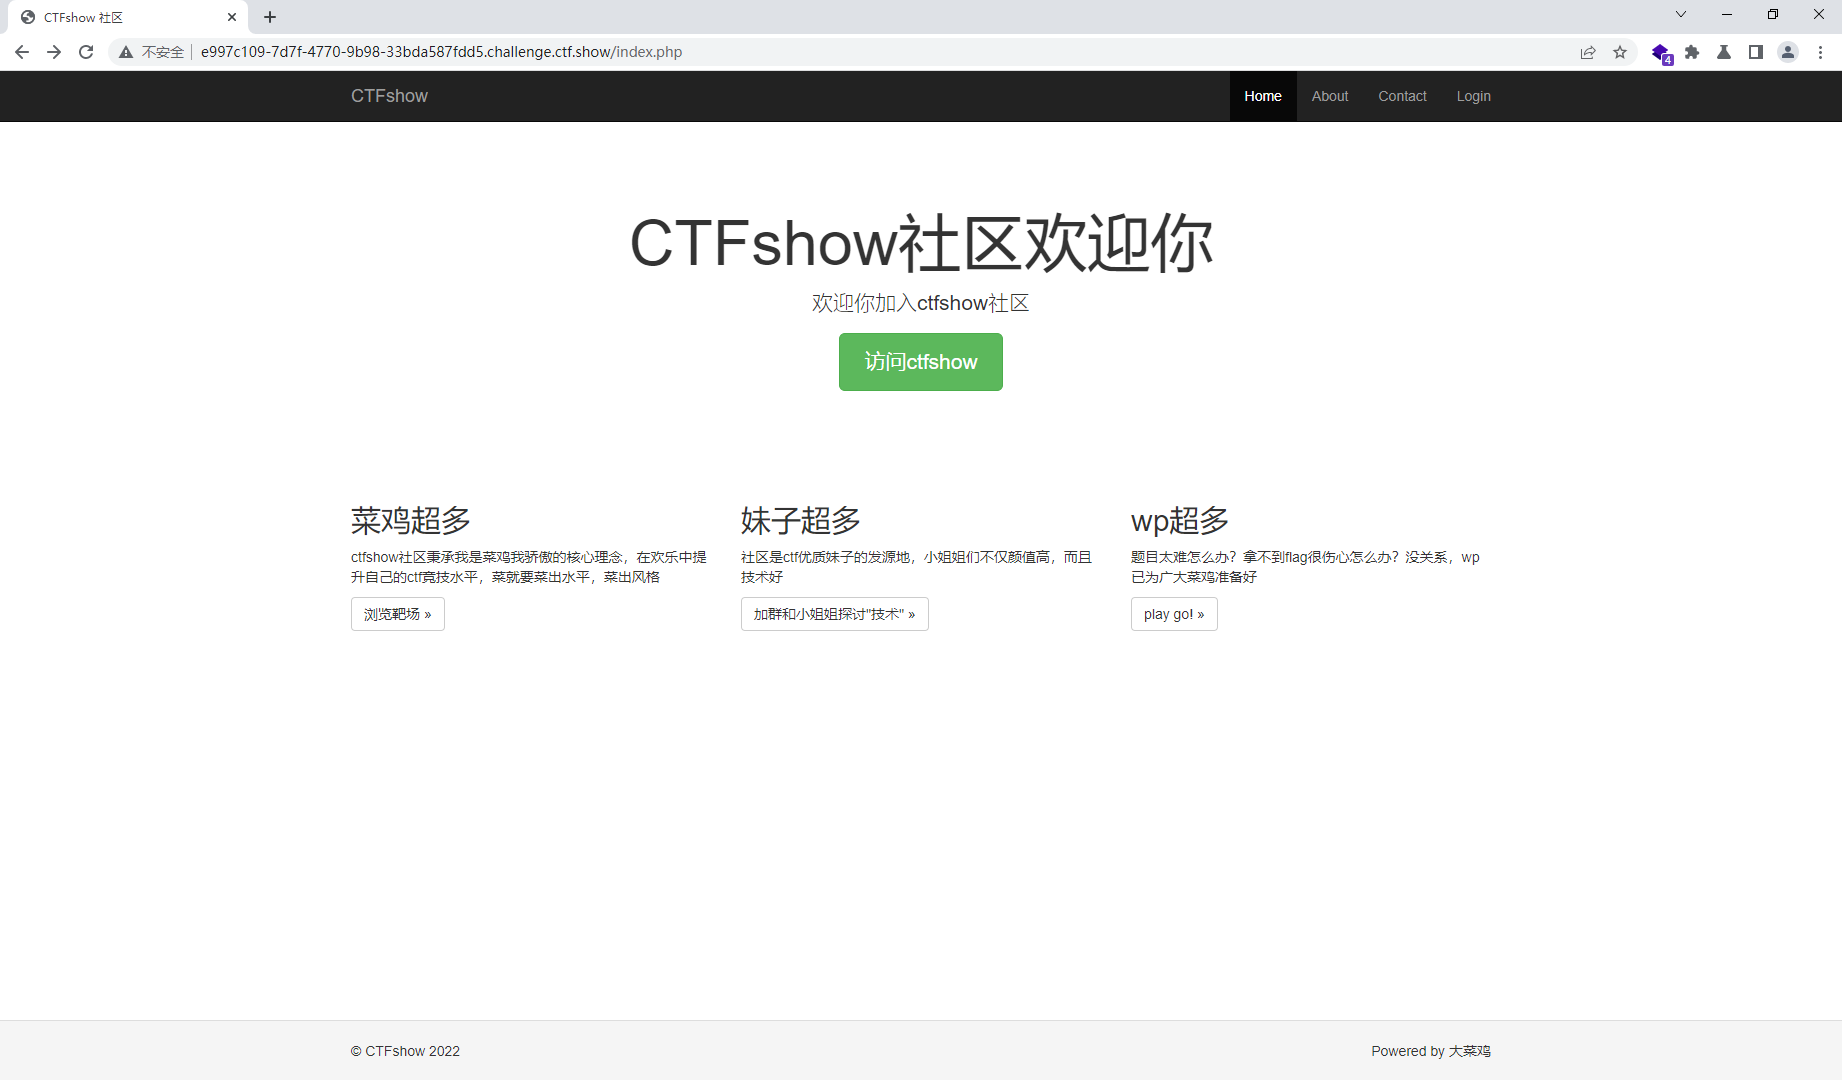 CTFshow 社区
不安全 e997c109-7d7f-4770-9b98-33bda587fdd5.challenge.ctf.show/index.php
4
CTFshow
Home About Contact Login
CTFshow社区欢迎你
欢迎你加入ctfshow社区
访问ctfshow
菜鸡超多
ctfshow社区秉承我是菜鸡我骄傲的核心理念，在欢乐中提
升自己的ctf竞技水平，菜就要菜出水平，菜出风格
浏览靶场 »
妹子超多
社区是ctf优质妹子的发源地，小姐姐们不仅颜值高，而且
技术好
加群和小姐姐探讨"技术" »
wp超多
题目太难怎么办？拿不到flag很伤心怎么办？没关系，wp
已为广大菜鸡准备好
play go! »
© CTFshow 2022
Powered by 大菜鸡